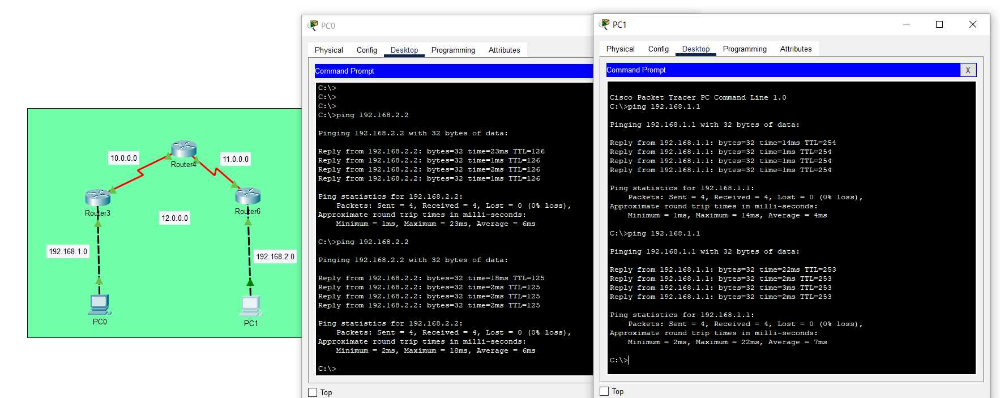 10.0.0.0
11.0.0.0
Router4
Router3
Router6
12.0.0.0
192.168.1.0
192.168.2.0
PC0
PC1
PC0
Physical Config Desktop Programming Attributes
Command Prompt
C:\>
C:\>
C:\>
C:\>ping 192.168.2.2
Pinging 192.168.2.2 with 32 bytes of data:
Reply from 192.168.2.2: bytes=32 time=23ms TTL=126
Reply from 192.168.2.2: bytes=32 time=1ms TTL=126
Reply from 192.168.2.2: bytes=32 time=2ms TTL=126
Reply from 192.168.2.2: bytes=32 time=1ms TTL=126
Ping statistics for 192.168.2.2:
Packets: Sent = 4, Received = 4, Lost = 0 (0% loss),
Approximate round trip times in milli-seconds:
Minimum = 1ms, Maximum = 23ms, Average = 6ms
C:\>ping 192.168.2.2
Pinging 192.168.2.2 with 32 bytes of data:
Reply from 192.168.2.2: bytes=32 time=18ms TTL=125
Reply from 192.168.2.2: bytes=32 time=2ms TTL=125
Reply from 192.168.2.2: bytes=32 time=2ms TTL=125
Reply from 192.168.2.2: bytes=32 time=2ms TTL=125
Ping statistics for 192.168.2.2:
Packets: Sent = 4, Received = 4, Lost = 0 (0% loss),
Approximate round trip times in milli-seconds:
Minimum = 2ms, Maximum = 18ms, Average = 6ms
C:\>
Top
PC1
Physical Config Desktop Programming Attributes
Command Prompt
X
Cisco Packet Tracer PC Command Line 1.0
C:\>ping 192.168.1.1
Pinging 192.168.1.1 with 32 bytes of data:
Reply from 192.168.1.1: bytes=32 time=14ms TTL=254
Reply from 192.168.1.1: bytes=32 time=1ms TTL=254
Reply from 192.168.1.1: bytes=32 time=1ms TTL=254
Reply from 192.168.1.1: bytes=32 time=1ms TTL=254
Ping statistics for 192.168.1.1:
Packets: Sent = 4, Received = 4, Lost = 0 (0% loss),
Approximate round trip times in milli-seconds:
Minimum = 1ms, Maximum = 14ms, Average = 4ms
C:\>ping 192.168.1.1
Pinging 192.168.1.1 with 32 bytes of data:
Reply from 192.168.1.1: bytes=32 time=22ms TTL=253
Reply from 192.168.1.1: bytes=32 time=2ms TTL=253
Reply from 192.168.1.1: bytes=32 time=3ms TTL=253
Reply from 192.168.1.1: bytes=32 time=2ms TTL=253
Ping statistics for 192.168.1.1:
Packets: Sent = 4, Received = 4, Lost = 0 (0% loss),
Approximate round trip times in milli-seconds:
Minimum = 2ms, Maximum = 22ms, Average = 7ms
C:\>
Top